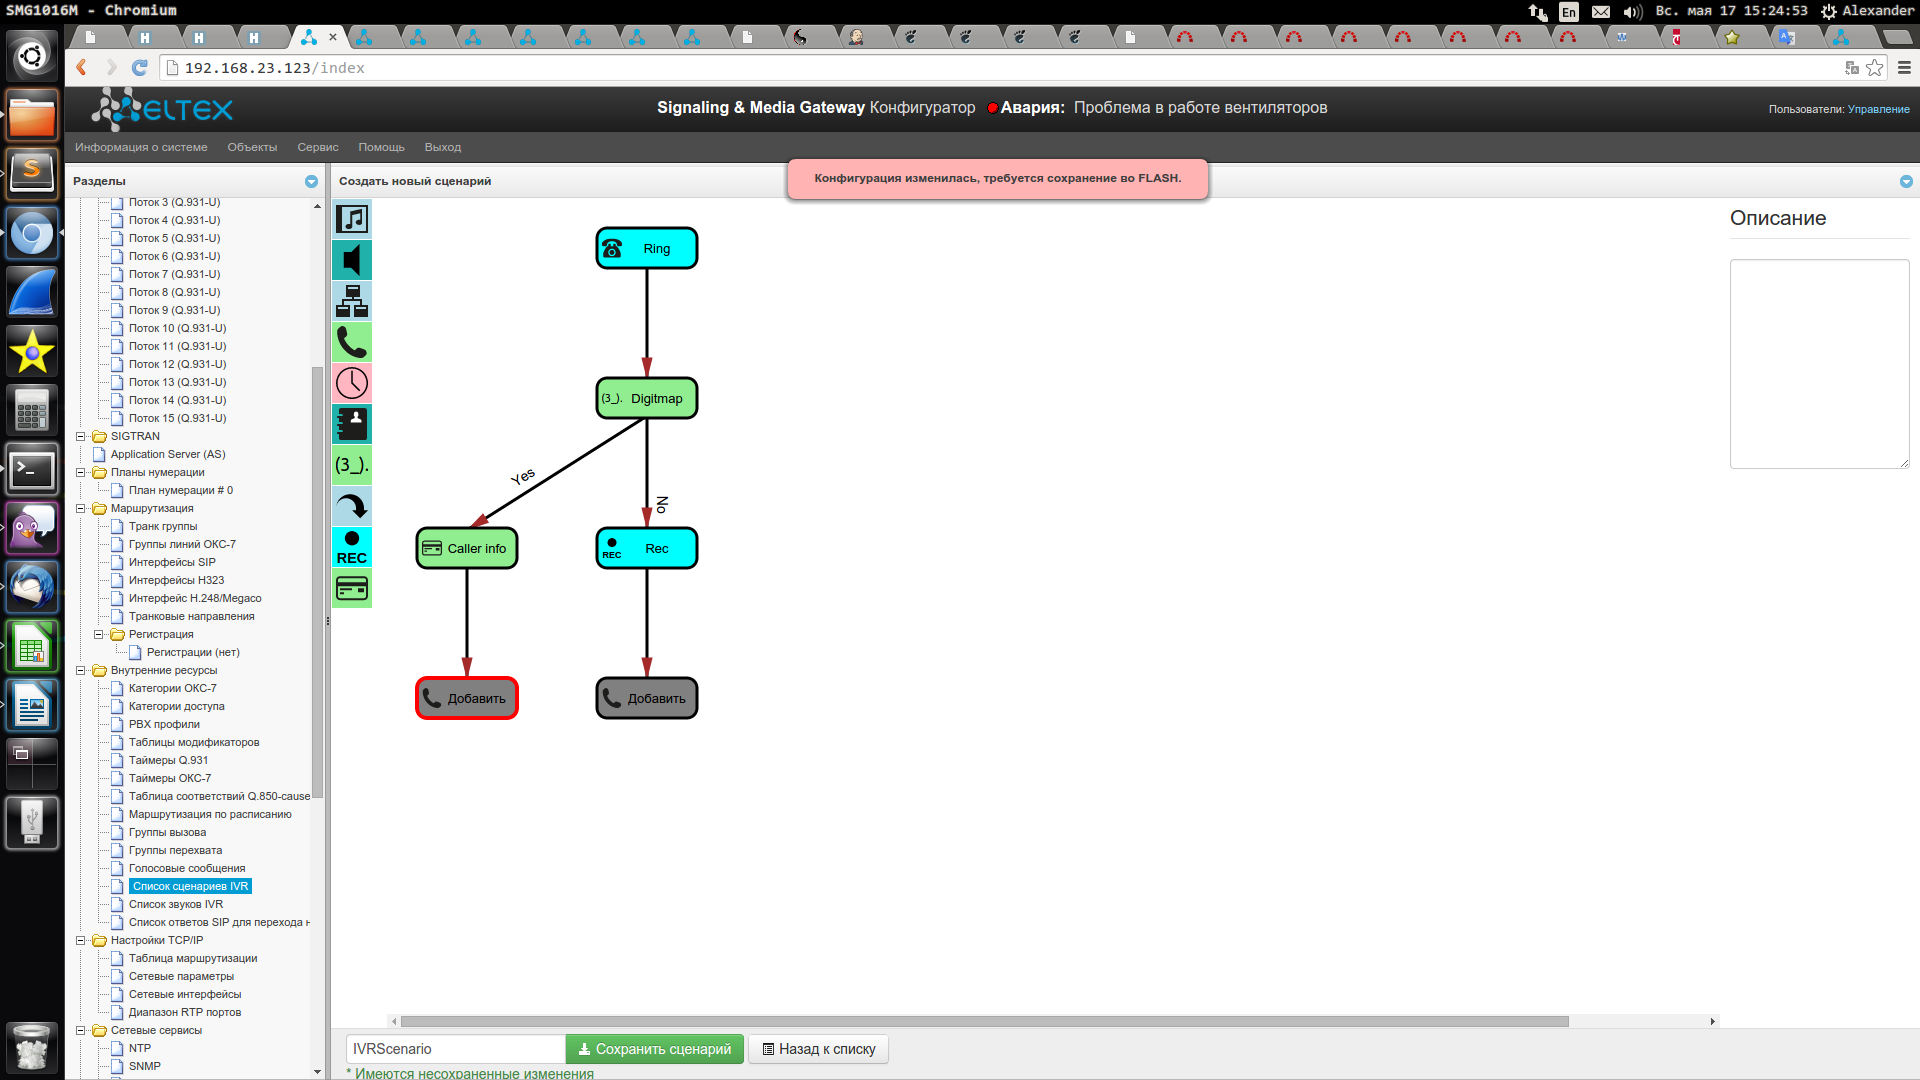 SMG1016M - Chromium
En
Вс. мая 17 15:24:53
Alexander
192.168.23.123/index
ELTEX
Signaling & Media Gateway Конфигуратор
Авария: Проблема в работе вентиляторов
Пользователи: Управление
Информация о системе
Объекты
Сервис
Помощь
Выход
Разделы
Создать новый сценарий
Конфигурация изменилась, требуется сохранение во FLASH.
Поток 3 (Q.931-U)
Поток 4 (Q.931-U)
Поток 5 (Q.931-U)
Поток 6 (Q.931-U)
Поток 7 (Q.931-U)
Поток 8 (Q.931-U)
Поток 9 (Q.931-U)
Поток 10 (Q.931-U)
Поток 11 (Q.931-U)
Поток 12 (Q.931-U)
Поток 13 (Q.931-U)
Поток 14 (Q.931-U)
Поток 15 (Q.931-U)
SIGTRAN
Application Server (AS)
Планы нумерации
План нумерации # 0
Маршрутизация
Транк группы
Группы линий ОКС-7
Интерфейсы SIP
Интерфейсы H323
Интерфейс H.248/Megaco
Транковые направления
Регистрация
Регистрации (нет)
Внутренние ресурсы
Категории ОКС-7
Категории доступа
PBX профили
Таблицы модификаторов
Таймеры Q.931
Таймеры ОКС-7
Таблица соответствий Q.850-cause
Маршрутизация по расписанию
Группы вызова
Группы перехвата
Голосовые сообщения
Список сценариев IVR
Список звуков IVR
Список ответов SIP для перехода н
Настройки TCP/IP
Таблица маршрутизации
Сетевые параметры
Сетевые интерфейсы
Диапазон RTP портов
Сетевые сервисы
NTP
SNMP
(3_).
REC
Ring
(3_). Digitmap
Yes
No
Caller info
REC Rec
Добавить
Добавить
Описание
IVRScenario
Сохранить сценарий
Назад к списку
* Имеются несохраненные изменения